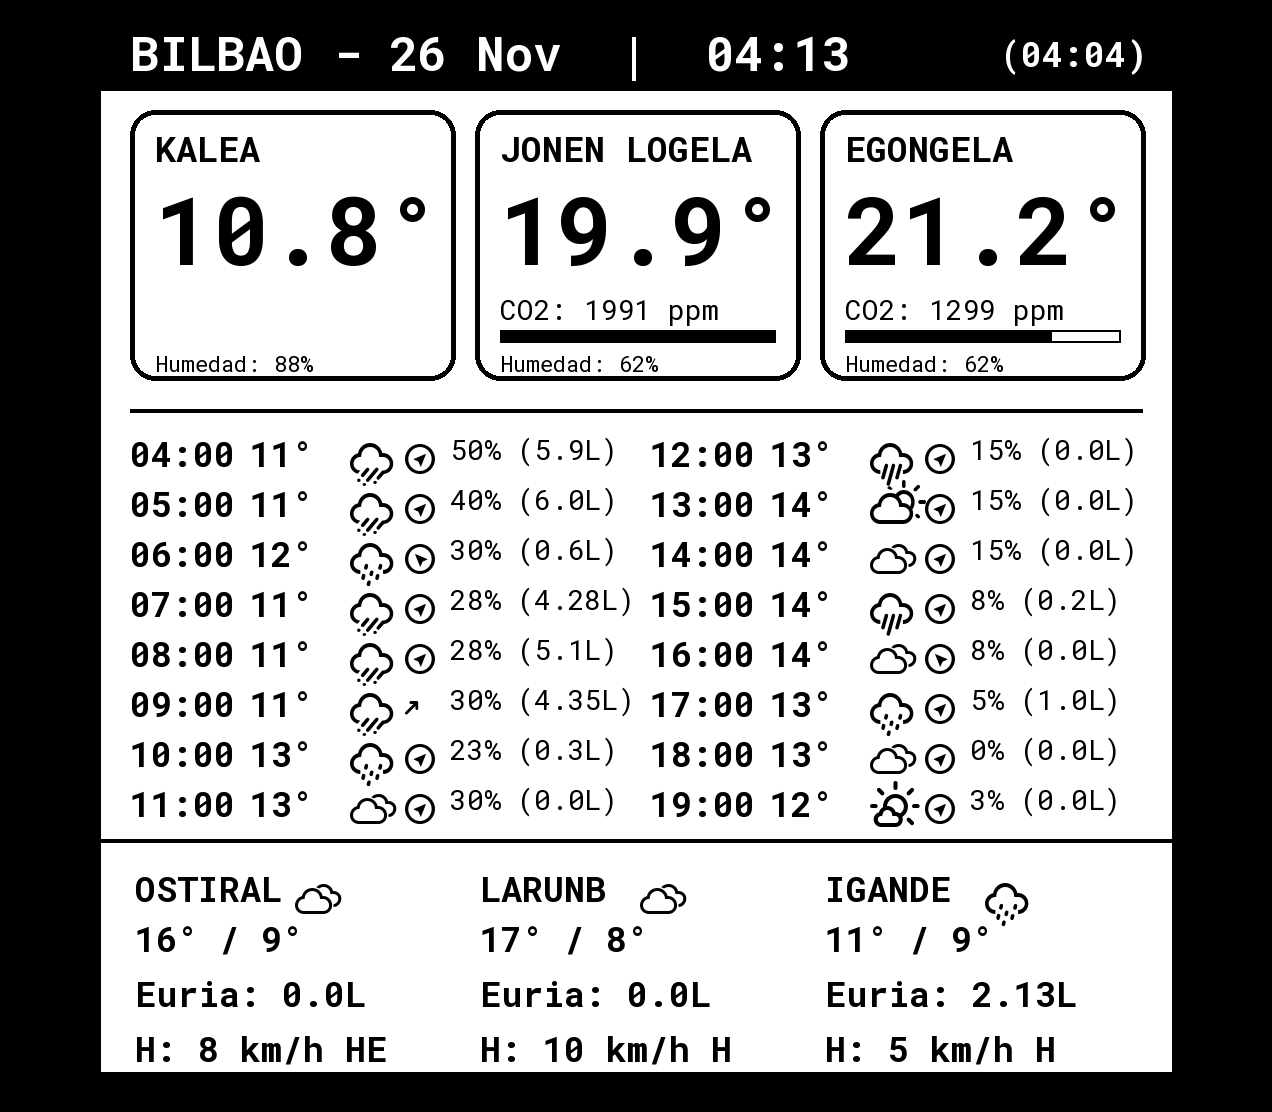 BILBAO - 26 Nov | 04:13 (04:04)
KALEA
10.8°
Humedad: 88%
JONEN LOGELA
19.9°
CO2: 1991 ppm
Humedad: 62%
EGONGELA
21.2°
CO2: 1299 ppm
Humedad: 62%
04:00 11° 50% (5.9L)
05:00 11° 40% (6.0L)
06:00 12° 30% (0.6L)
07:00 11° 28% (4.28L)
08:00 11° 28% (5.1L)
09:00 11° 30% (4.35L)
10:00 13° 23% (0.3L)
11:00 13° 30% (0.0L)
12:00 13° 15% (0.0L)
13:00 14° 15% (0.0L)
14:00 14° 15% (0.0L)
15:00 14° 8% (0.2L)
16:00 14° 8% (0.0L)
17:00 13° 5% (1.0L)
18:00 13° 0% (0.0L)
19:00 12° 3% (0.0L)
OSTIRAL
16° / 9°
Euria: 0.0L
H: 8 km/h HE
LARUNB
17° / 8°
Euria: 0.0L
H: 10 km/h H
IGANDE
11° / 9°
Euria: 2.13L
H: 5 km/h H